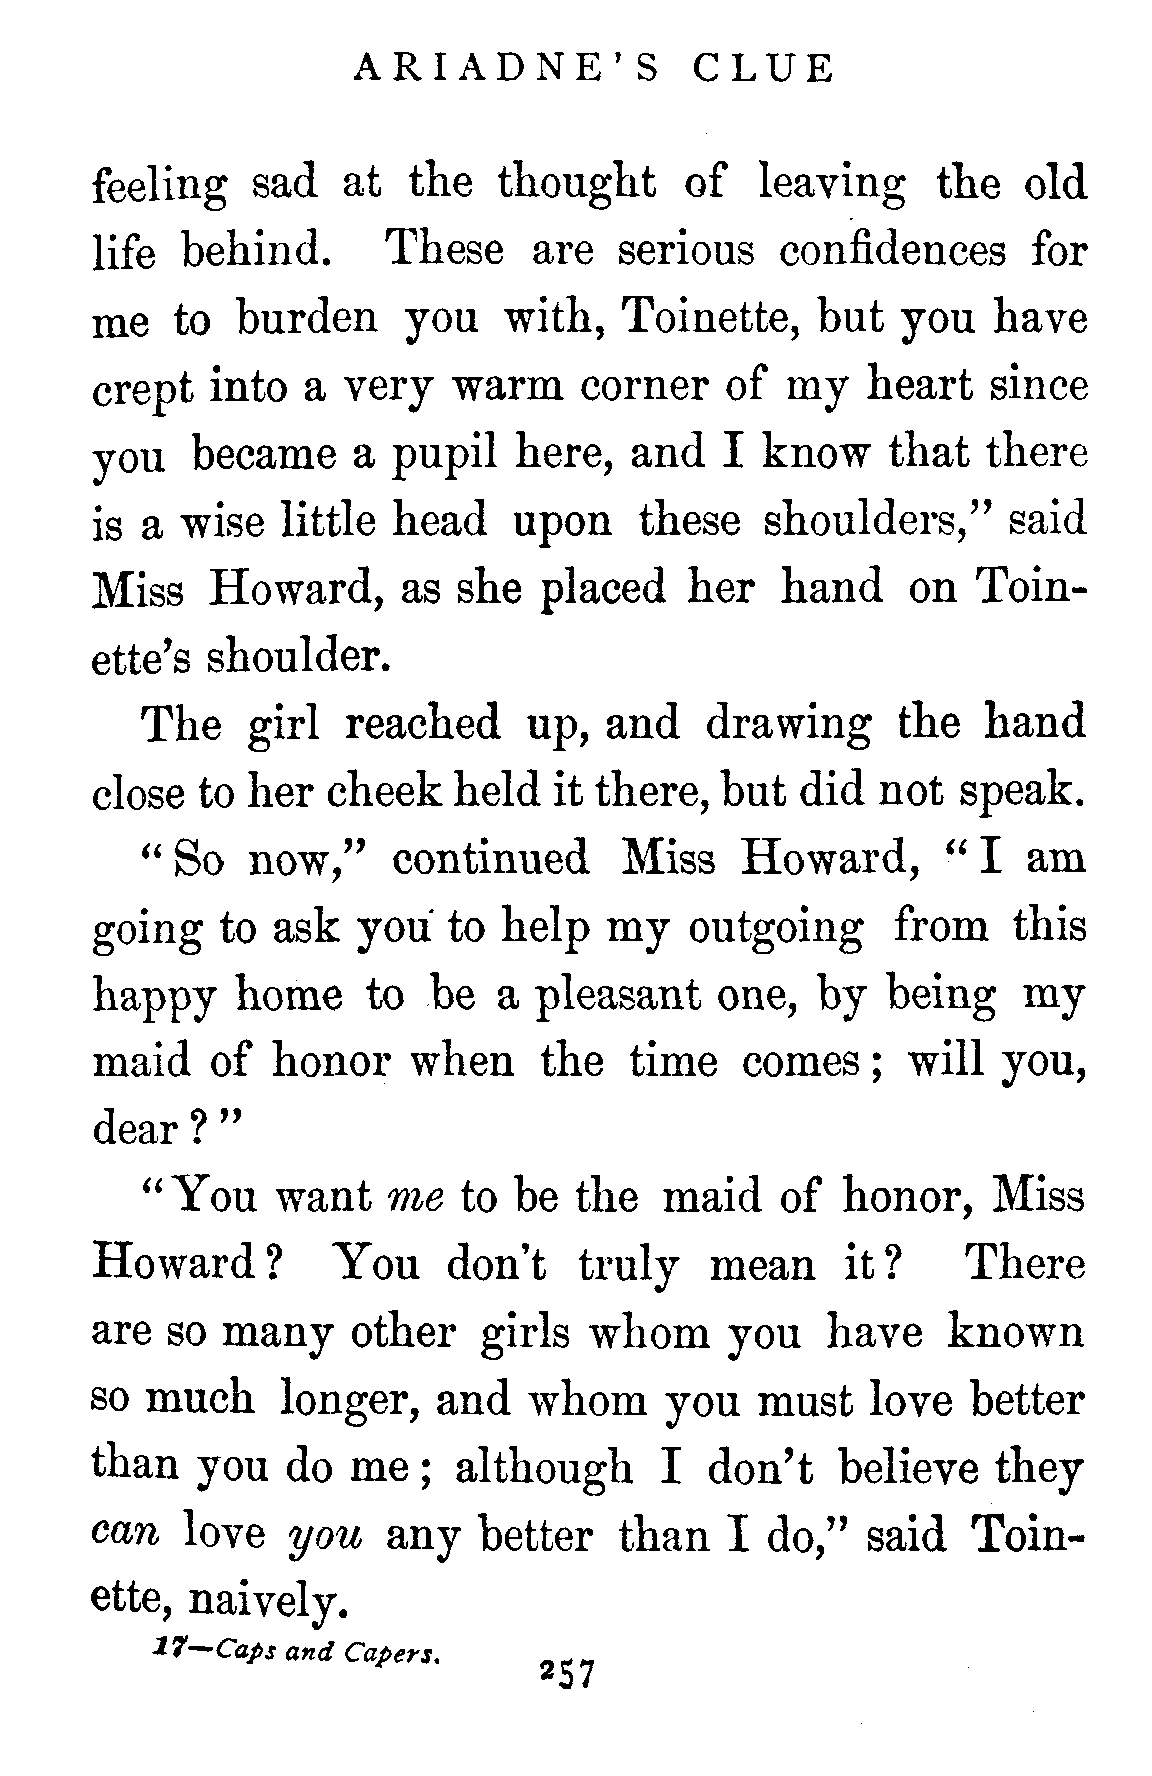 ARIADNE'S CLUE
feeling sad at the thought of leaving the old
life behind. These are serious confidences for
me to burden you with, Toinette, but you have
crept into a very warm corner of my heart since
you became a pupil here, and I know that there
is a wise little head upon these shoulders," said
Miss Howard, as she placed her hand on Toin-
ette's shoulder.
The girl reached up, and drawing the hand
close to her cheek held it there, but did not speak.
"So now," continued Miss Howard, "I am
going to ask you to help my outgoing from this
happy home to be a pleasant one, by being my
maid of honor when the time comes; will you,
dear?"
"You want me to be the maid of honor, Miss
Howard? You don't truly mean it? There
are so many other girls whom you have known
so much longer, and whom you must love better
than you do me; although I don't believe they
can love you any better than I do," said Toin-
ette, naively.
17—Caps and Capers.
257